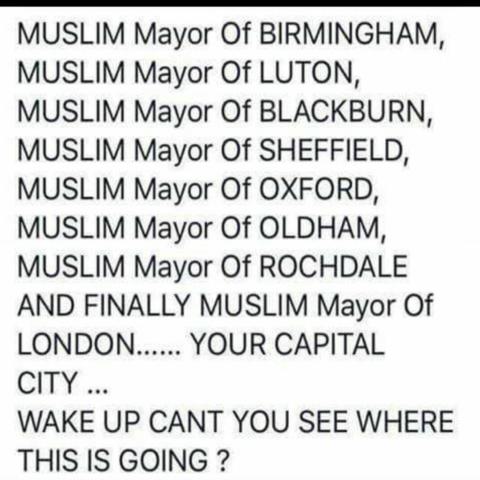 MUSLIM Mayor Of BIRMINGHAM,
MUSLIM Mayor Of LUTON,
MUSLIM Mayor Of BLACKBURN,
MUSLIM Mayor Of SHEFFIELD,
MUSLIM Mayor Of OXFORD,
MUSLIM Mayor Of OLDHAM,
MUSLIM Mayor Of ROCHDALE
AND FINALLY MUSLIM Mayor Of
LONDON...... YOUR CAPITAL
CITY ...
WAKE UP CANT YOU SEE WHERE
THIS IS GOING ?